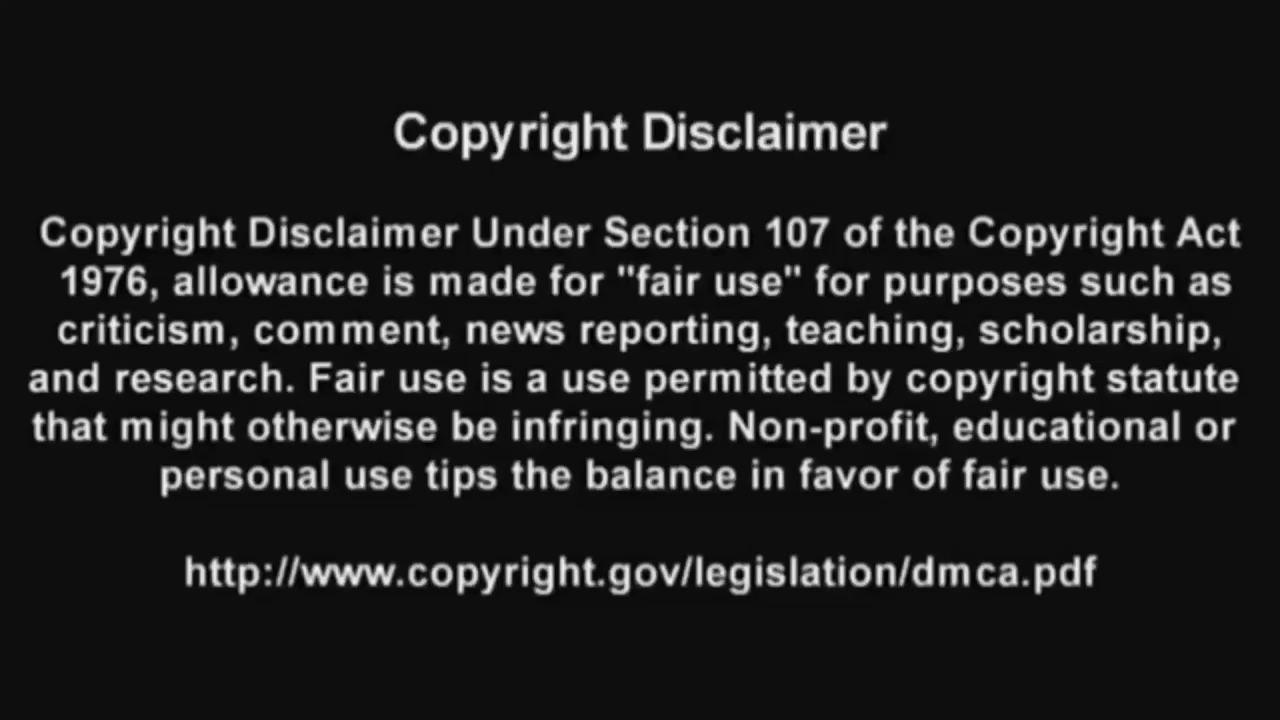 Copyright Disclaimer
Copyright Disclaimer Under Section 107 of the Copyright Act
1976, allowance is made for "fair use" for purposes such as
criticism, comment, news reporting, teaching, scholarship,
and research. Fair use is a use permitted by copyright statute
that might otherwise be infringing. Non-profit, educational or
personal use tips the balance in favor of fair use.
http://www.copyright.gov/legislation/dmca.pdf